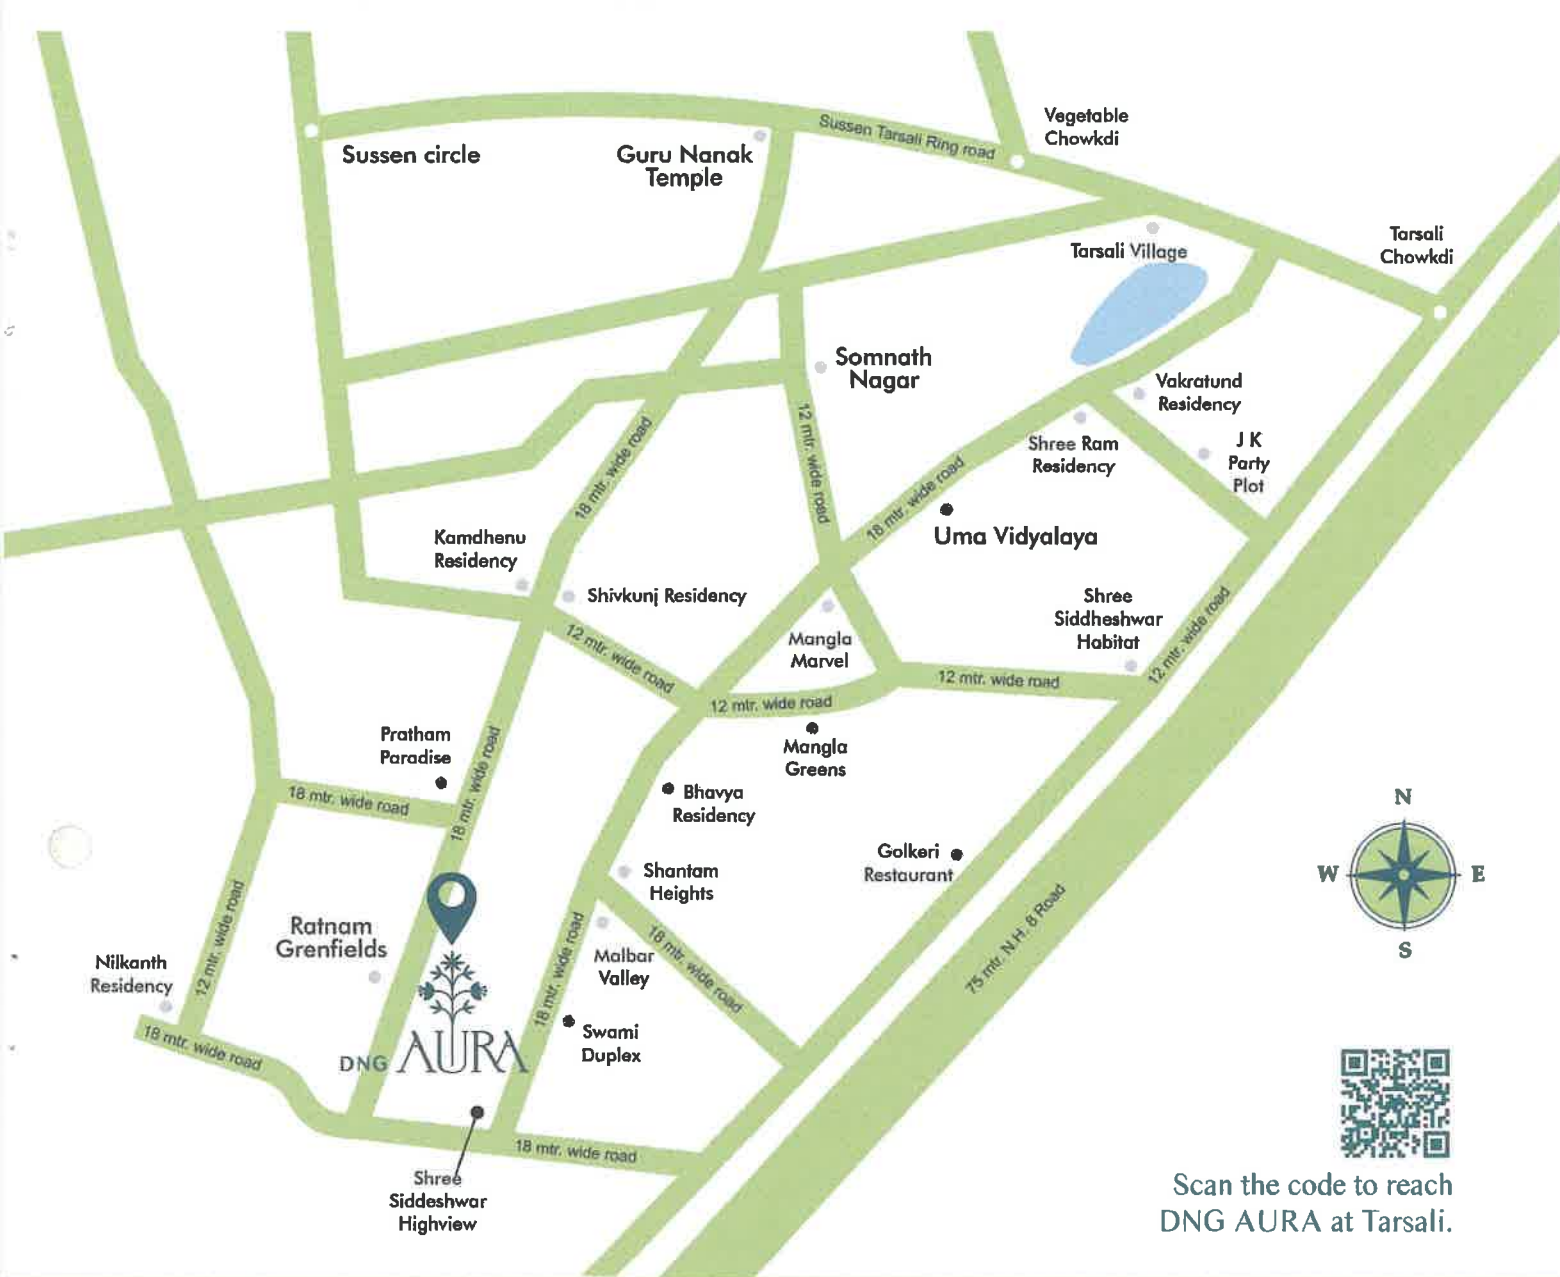 Vegetable
Chowkdi
Sussen Tarsali Ring road
Sussen circle
Guru Nanak
Temple
Tarsali
Chowkdi
Tarsali Village
Somnath
Nagar
Vakratund
Residency
12 mtr. wide road
18 mtr. wide road
Shree Ram
Residency
J K
Party
Plot
18 mtr. wide road
Uma Vidyalaya
Kamdhenu
Residency
Shivkunj Residency
Shree
Siddheshwar
Habitat
12 mtr. wide road
12 mtr. wide road
Mangla
Marvel
12 mtr. wide road
12 mtr. wide road
Pratham
Paradise
18 mtr. wide road
Mangla
Greens
18 mtr. wide road
Bhavya
Residency
Golkeri
Restaurant
Shantam
Heights
N
W
E
S
12 mtr. wide road
Ratnam
Grenfields
18 mtr. wide road
18 mtr. wide road
75 mtr. N.H. 8 Road
Malbar
Valley
Nilkanth
Residency
18 mtr. wide road
DNG AURA
Swami
Duplex
18 mtr. wide road
Shree
Siddeshwar
Highview
Scan the code to reach
DNG AURA at Tarsali.